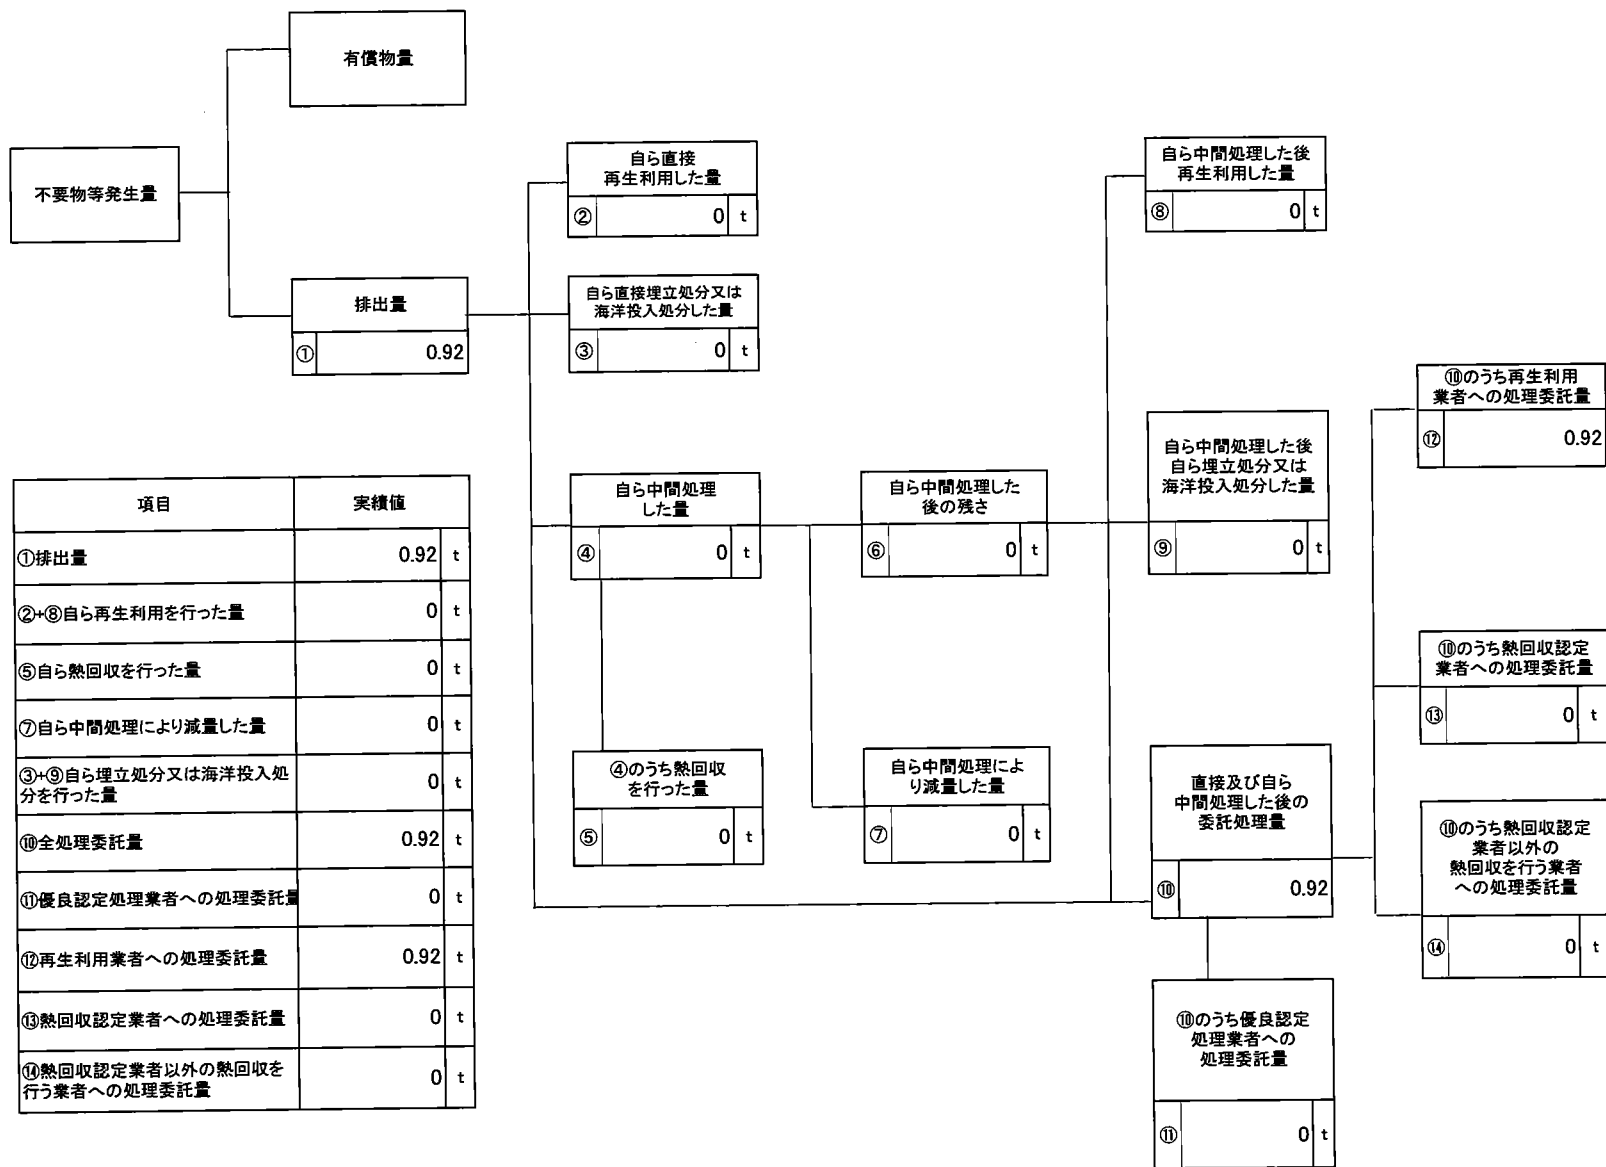 有償物量
不要物等発生量
排出量
① 0.92
自ら直接
再生利用した量
② 0 t
自ら直接埋立処分又は
海洋投入処分した量
③ 0 t
自ら中間処理
した量
④ 0 t
④のうち熱回収
を行った量
⑤ 0 t
自ら中間処理した
後の残さ
⑥ 0 t
自ら中間処理によ
り減量した量
⑦ 0 t
自ら中間処理した後
再生利用した量
⑧ 0 t
自ら中間処理した後
自ら埋立処分又は
海洋投入処分した量
⑨ 0 t
直接及び自ら
中間処理した後の
委託処理量
⑩ 0.92
⑩のうち優良認定
処理業者への
処理委託量
⑪ 0 t
⑩のうち再生利用
業者への処理委託量
⑫ 0.92
⑩のうち熱回収認定
業者への処理委託量
⑬ 0 t
⑩のうち熱回収認定
業者以外の
熱回収を行う業者
への処理委託量
⑭ 0 t
項目 実績値
①排出量 0.92 t
②+⑧自ら再生利用を行った量 0 t
⑤自ら熱回収を行った量 0 t
⑦自ら中間処理により減量した量 0 t
③+⑨自ら埋立処分又は海洋投入処
分を行った量 0 t
⑩全処理委託量 0.92 t
⑪優良認定処理業者への処理委託量 0 t
⑫再生利用業者への処理委託量 0.92 t
⑬熱回収認定業者への処理委託量 0 t
⑭熱回収認定業者以外の熱回収を
行う業者への処理委託量 0 t